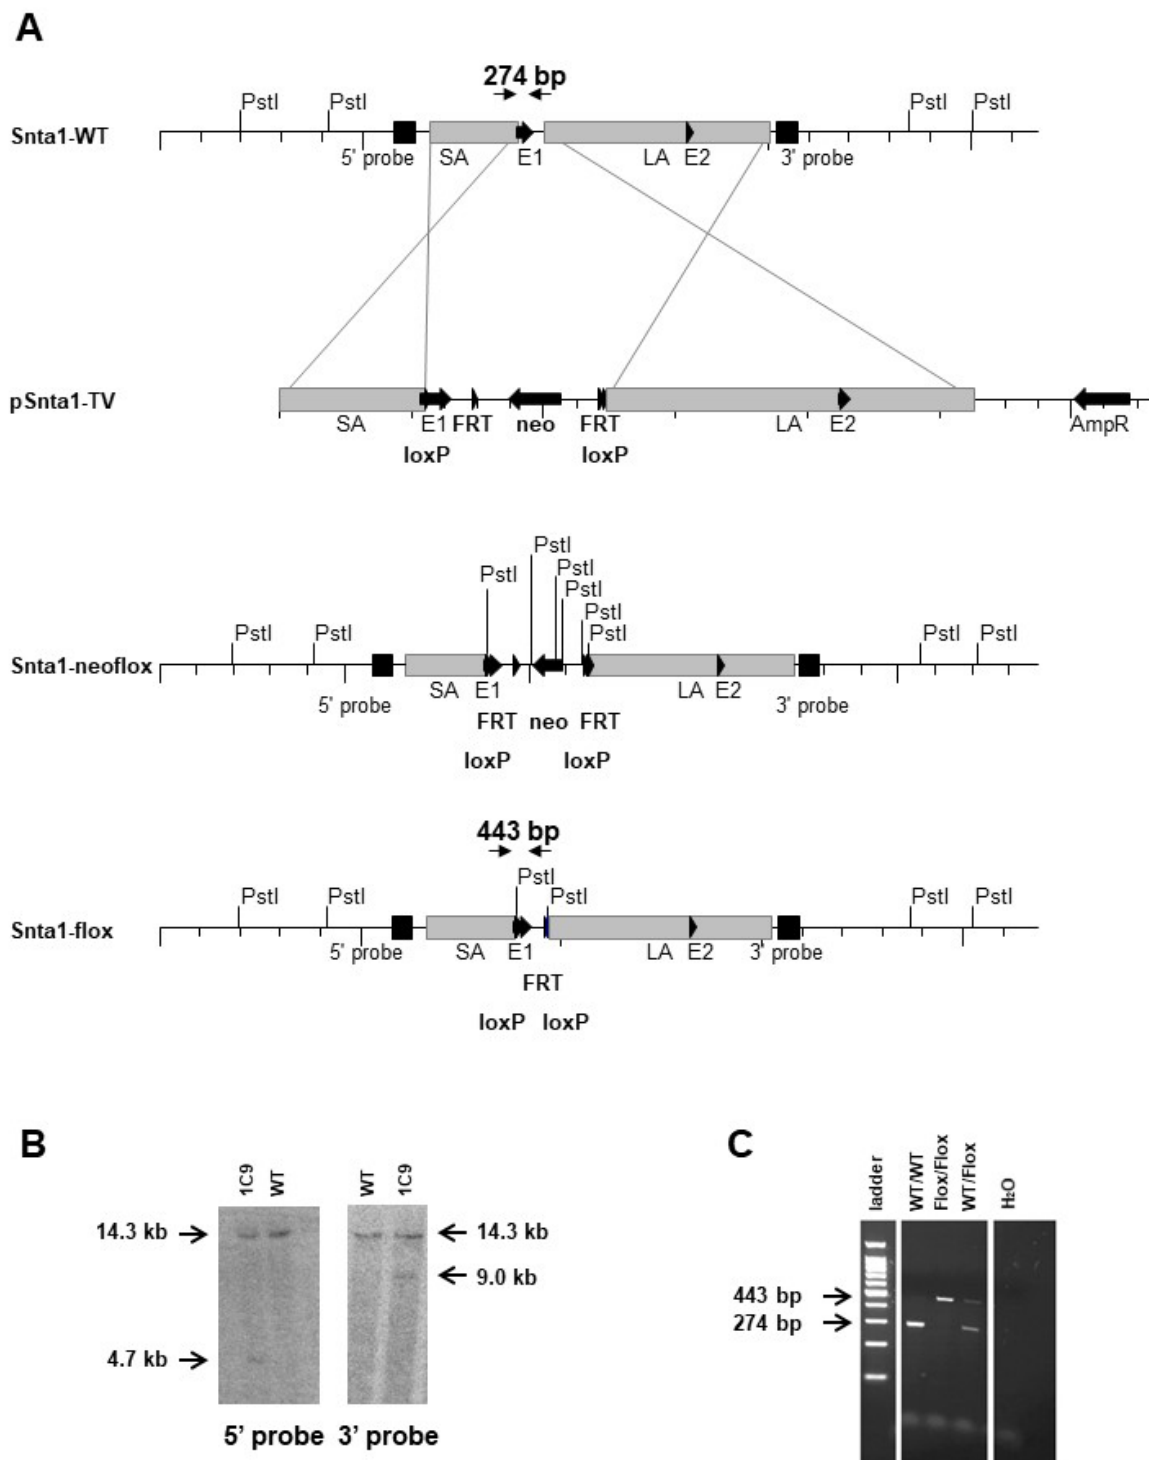 A
274 bp
PstI PstI PstI PstI
Snta1-WT
5' probe SA E1 LA E2 3' probe
pSnta1-TV
SA E1 FRT neo FRT LA E2 AmpR
loxP loxP
PstI
PstI PstI
PstI
PstI
PstI PstI PstI PstI PstI
Snta1-neoflox
SA E1 LA E2
5' probe 3' probe
FRT neo FRT
loxP loxP
443 bp
PstI
PstI PstI PstI PstI PstI
Snta1-flox
5' probe SA E1 LA E2 3' probe
FRT
loxP loxP
B
1C9 WT WT 1C9
14.3 kb 14.3 kb
9.0 kb
4.7 kb
5’ probe 3’ probe
C
ladder WT/WT Flox/Flox WT/Flox H₂O
443 bp
274 bp